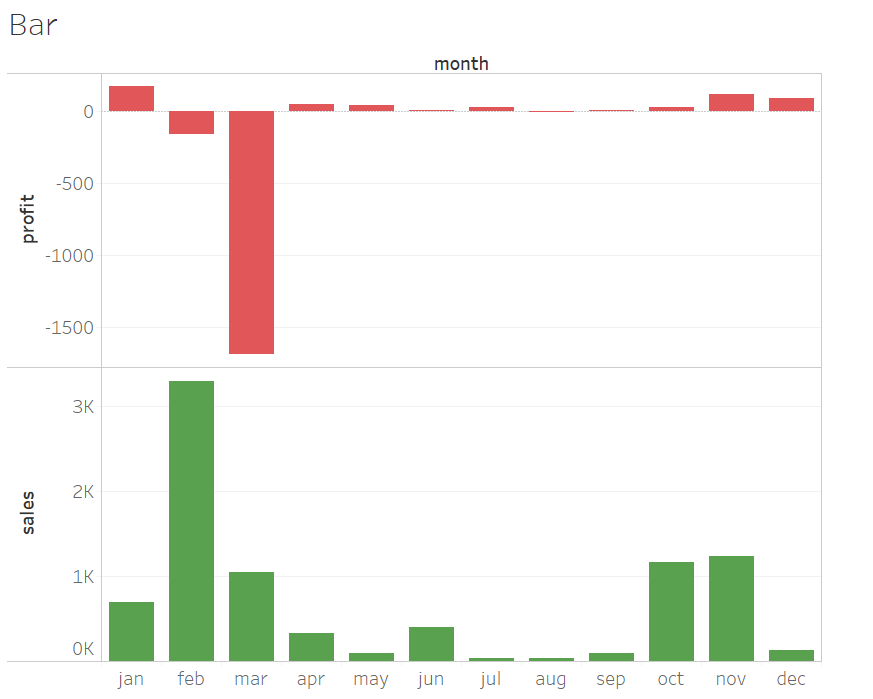 Bar
month
0
-500
-1000
-1500
profit
3K
2K
1K
0K
sales
jan feb mar apr may jun jul aug sep oct nov dec